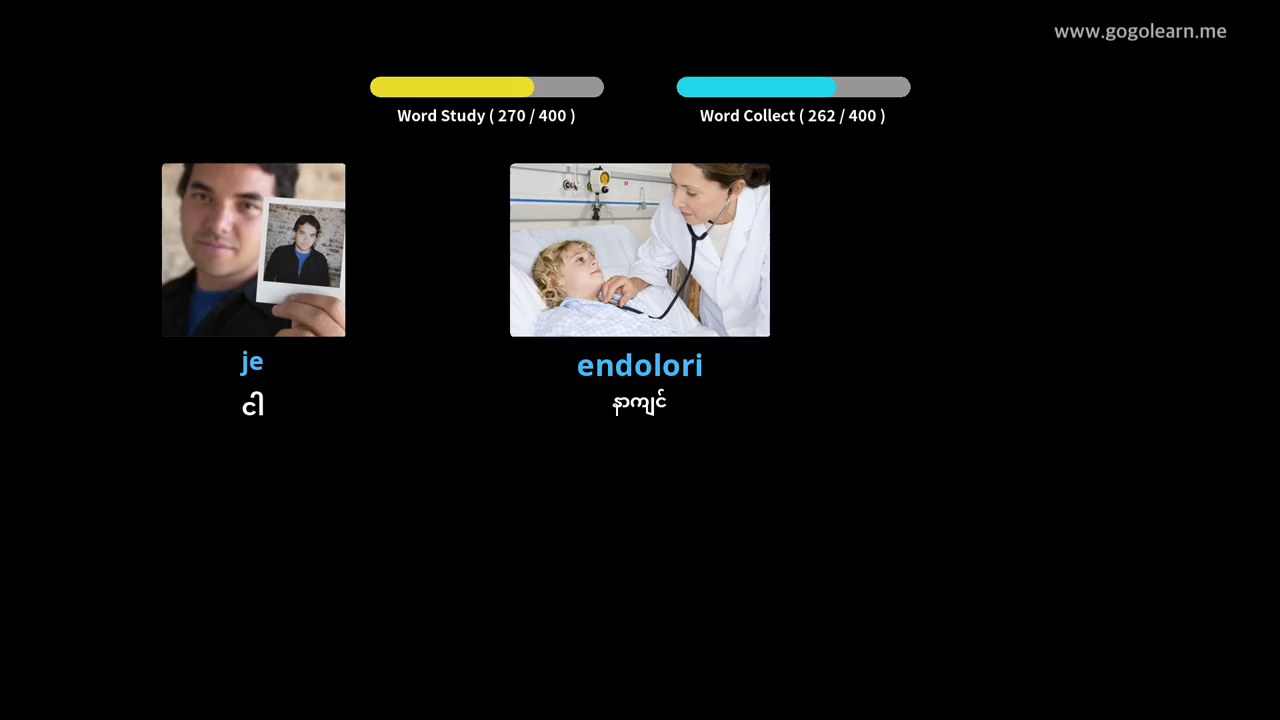 www.gogolearn.me
Word Study ( 270 / 400 )
Word Collect ( 262 / 400 )
je
ငါ
endolori
နာကျင်